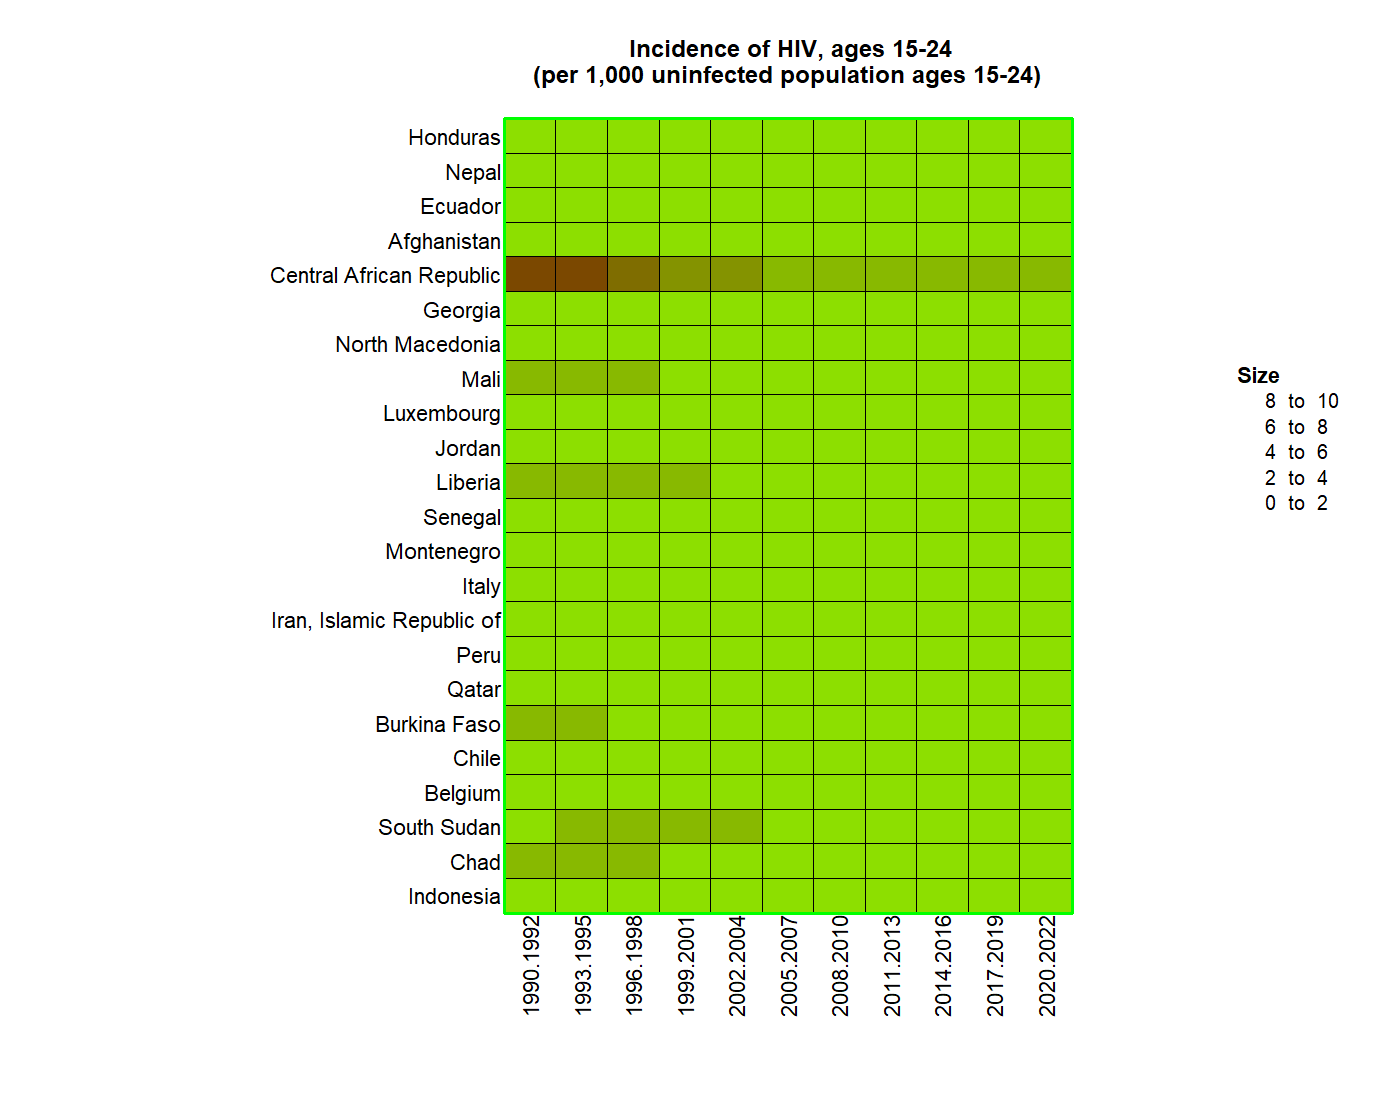 Incidence of HIV, ages 15-24
(per 1,000 uninfected population ages 15-24)
Honduras
Nepal
Ecuador
Afghanistan
Central African Republic
Georgia
North Macedonia
Mali
Luxembourg
Jordan
Liberia
Senegal
Montenegro
Italy
Iran, Islamic Republic of
Peru
Qatar
Burkina Faso
Chile
Belgium
South Sudan
Chad
Indonesia
1990.1992
1993.1995
1996.1998
1999.2001
2002.2004
2005.2007
2008.2010
2011.2013
2014.2016
2017.2019
2020.2022
Size
8 to 10
6 to 8
4 to 6
2 to 4
0 to 2